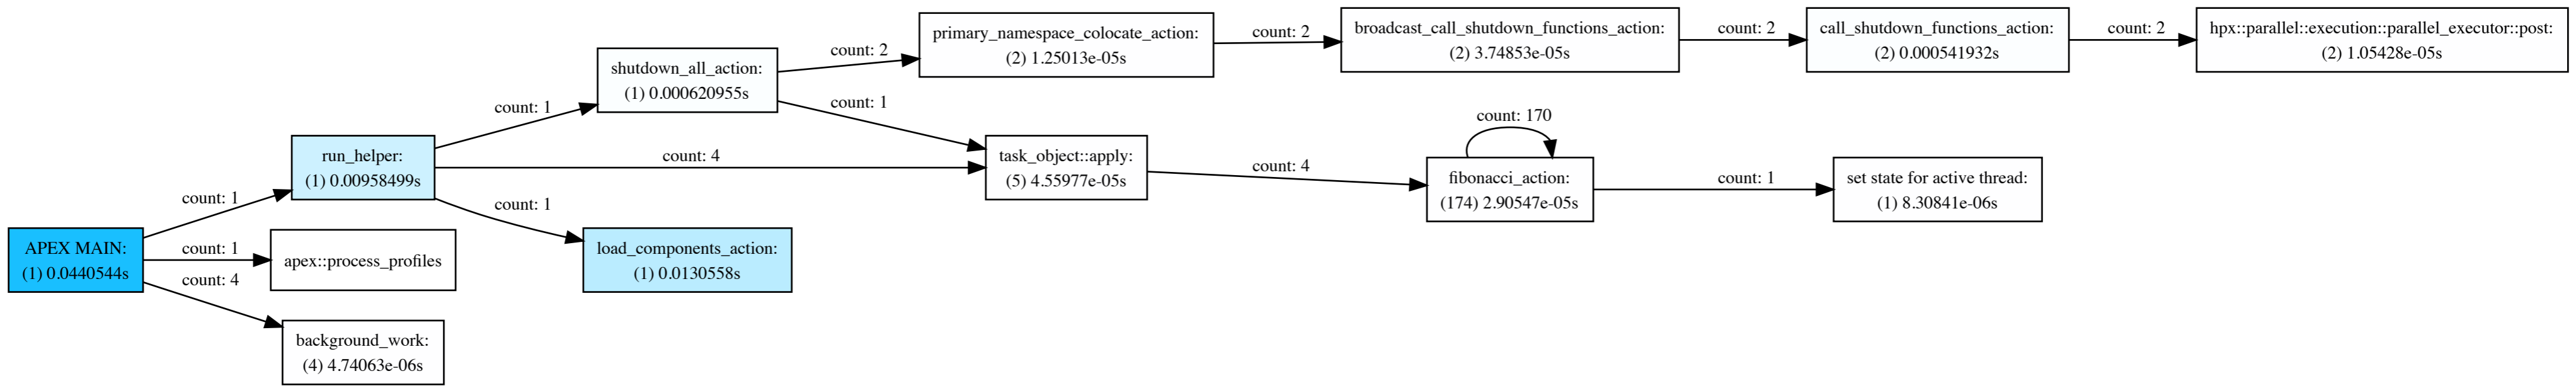 APEX MAIN:
(1) 0.0440544s
count: 1
count: 1
count: 4
run_helper:
(1) 0.00958499s
apex::process_profiles
background_work:
(4) 4.74063e-06s
count: 1
count: 4
count: 1
shutdown_all_action:
(1) 0.000620955s
load_components_action:
(1) 0.0130558s
count: 2
count: 1
primary_namespace_colocate_action:
(2) 1.25013e-05s
task_object::apply:
(5) 4.55977e-05s
count: 2
count: 4
broadcast_call_shutdown_functions_action:
(2) 3.74853e-05s
count: 170
fibonacci_action:
(174) 2.90547e-05s
count: 2
count: 1
call_shutdown_functions_action:
(2) 0.000541932s
set state for active thread:
(1) 8.30841e-06s
count: 2
hpx::parallel::execution::parallel_executor::post:
(2) 1.05428e-05s